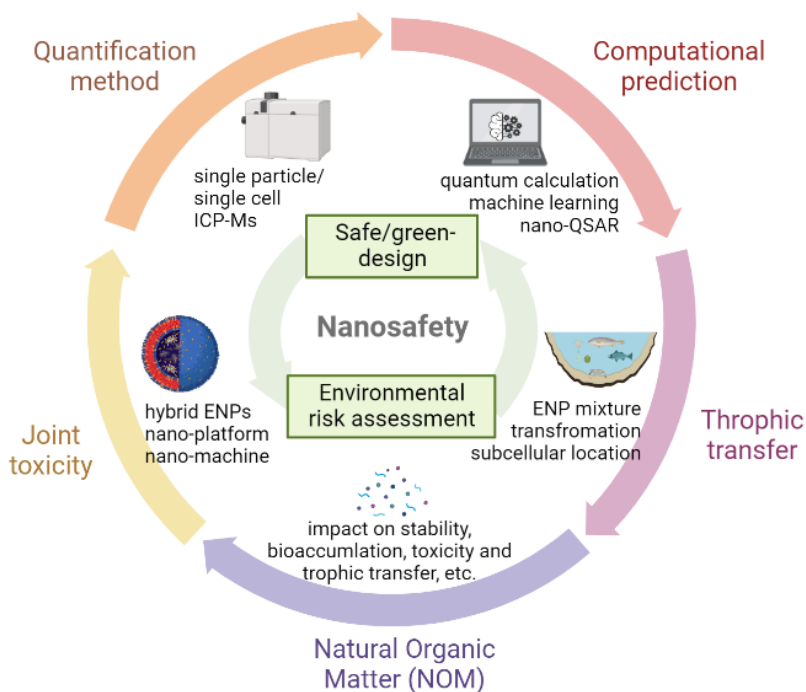 Quantification
method
Computational
prediction
single particle/
single cell
ICP-Ms
quantum calculation
machine learning
nano-QSAR
Safe/green-
design
Nanosafety
Environmental
risk assessment
hybrid ENPs
nano-platform
nano-machine
ENP mixture
transfromation
subcellular location
Joint
toxicity
Throphic
transfer
impact on stability,
bioaccumlation, toxicity and
trophic transfer, etc.
Natural Organic
Matter (NOM)